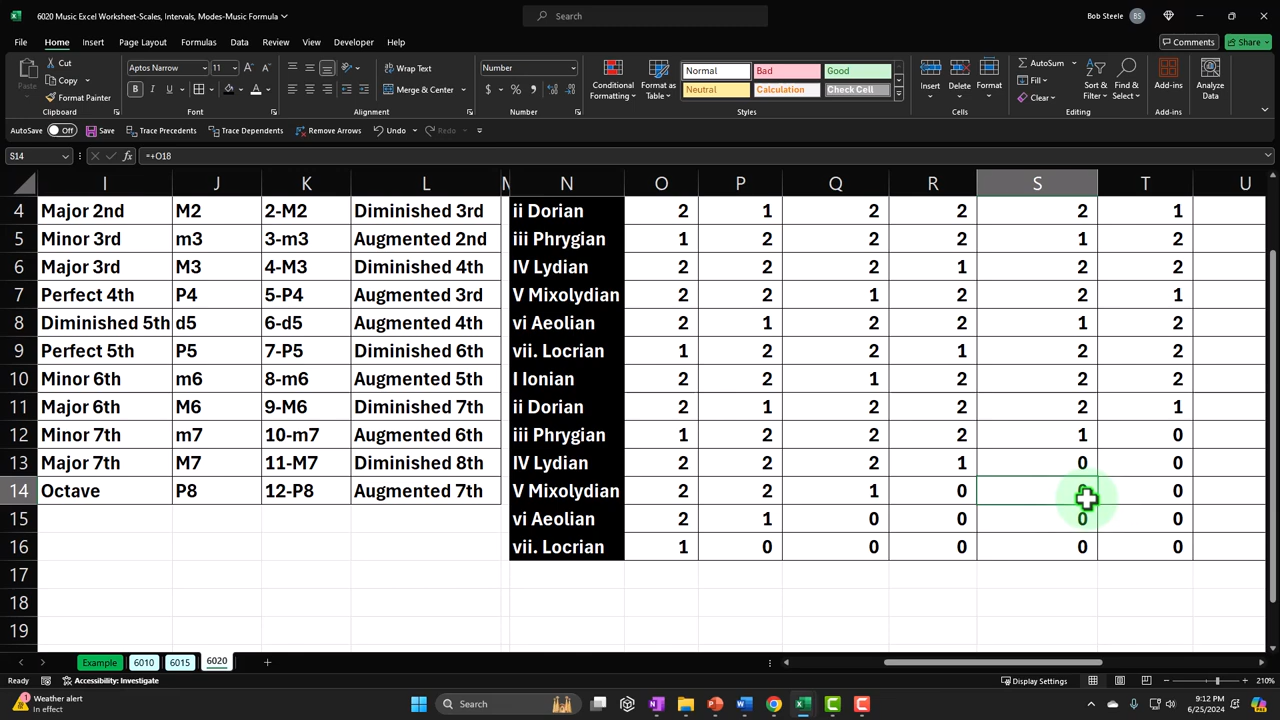 6020 Music Excel Worksheet-Scales, Intervals, Modes-Music Formula
Search
Bob Steele BS
File Home Insert Page Layout Formulas Data Review View Developer Help
Comments Share
Paste Cut Copy Format Painter
Clipboard
Aptos Narrow 11
B I U
Font
Wrap Text
Merge & Center
Alignment
Number
$ % ,
Number
Conditional Formatting
Format as Table
Normal Bad Good
Neutral Calculation Check Cell
Styles
Insert Delete Format
Cells
AutoSum
Fill
Clear
Sort & Filter
Find & Select
Editing
Add-ins
Add-ins
Analyze Data
AutoSave Off Save Trace Precedents Trace Dependents Remove Arrows Undo Redo
S14 fx =+O18
I J K L M N O P Q R S T U
4 Major 2nd M2 2-M2 Diminished 3rd ii Dorian 2 1 2 2 2 1
5 Minor 3rd m3 3-m3 Augmented 2nd iii Phrygian 1 2 2 2 1 2
6 Major 3rd M3 4-M3 Diminished 4th IV Lydian 2 2 2 1 2 2
7 Perfect 4th P4 5-P4 Augmented 3rd V Mixolydian 2 2 1 2 2 1
8 Diminished 5th d5 6-d5 Augmented 4th vi Aeolian 2 1 2 2 1 2
9 Perfect 5th P5 7-P5 Diminished 6th vii. Locrian 1 2 2 1 2 2
10 Minor 6th m6 8-m6 Augmented 5th I Ionian 2 2 1 2 2 2
11 Major 6th M6 9-M6 Diminished 7th ii Dorian 2 1 2 2 2 1
12 Minor 7th m7 10-m7 Augmented 6th iii Phrygian 1 2 2 2 1 0
13 Major 7th M7 11-M7 Diminished 8th IV Lydian 2 2 2 1 0 0
14 Octave P8 12-P8 Augmented 7th V Mixolydian 2 2 1 0 0
15 vi Aeolian 2 1 0 0 0 0
16 vii. Locrian 1 0 0 0 0 0
17
18
19
Example 6010 6015 6020
Ready Accessibility: Investigate Display Settings 210%
Weather alert
In effect
Search
9:12 PM
6/25/2024